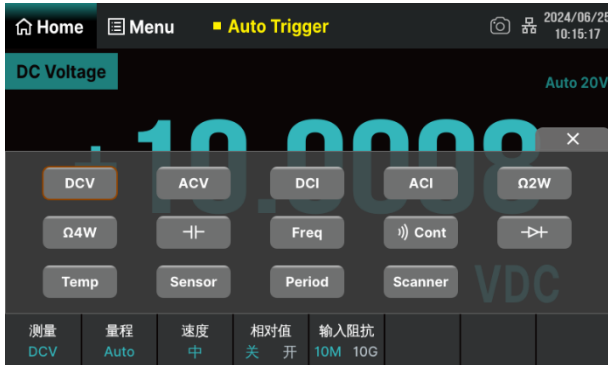 Home Menu Auto Trigger 2024/06/25
10:15:17
DC Voltage
Auto 20V
+10.0008
DCV ACV DCI ACI Ω2W
Ω4W Freq Cont
Temp Sensor Period Scanner
VDC
测量 量程 速度 相对值 输入阻抗
DCV Auto 中 关 开 10M 10G